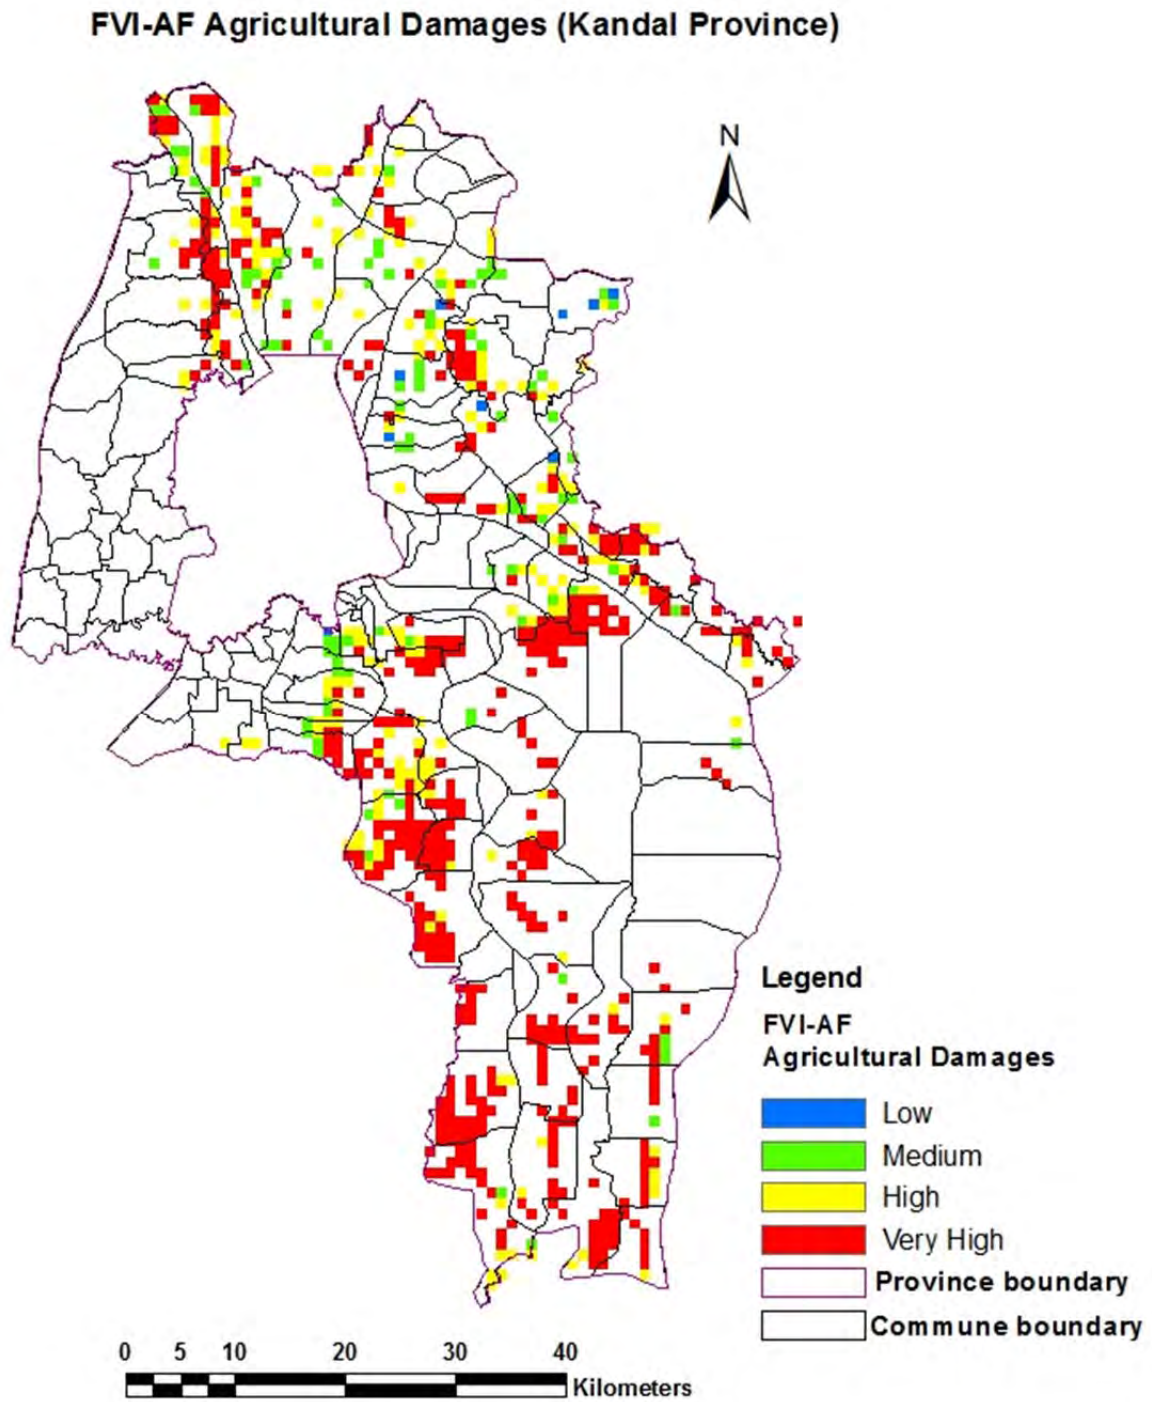 FVI-AF Agricultural Damages (Kandal Province)
N
Legend
FVI-AF
Agricultural Damages
Low
Medium
High
Very High
Province boundary
Commune boundary
0 5 10 20 30 40
Kilometers